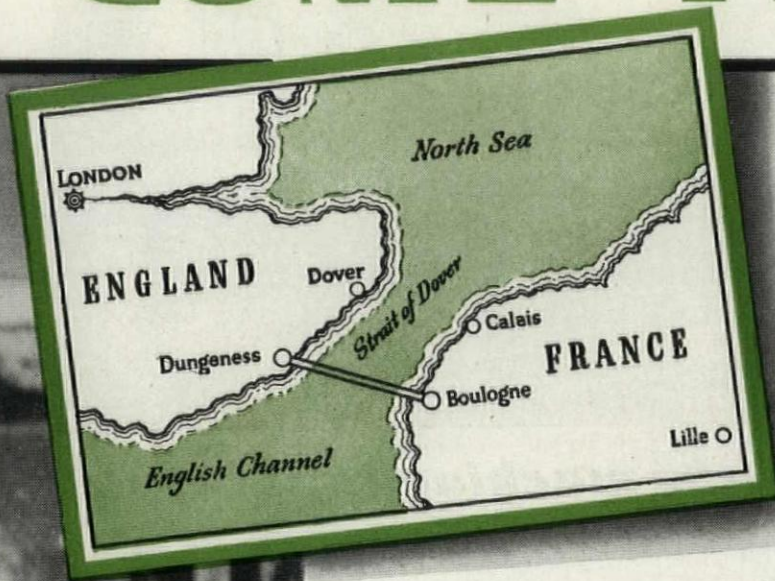 North Sea
LONDON
ENGLAND
Dover
Strait of Dover
Calais
Dungeness
FRANCE
Boulogne
Lille
English Channel